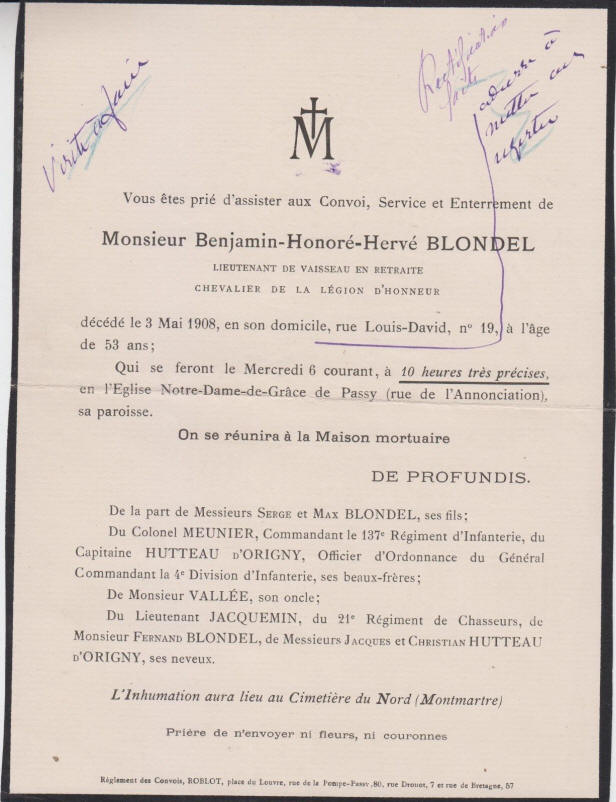 Visite à faire
Rectification
faite
adresse à
mettre au
M
Vous êtes prié d'assister aux Convoi, Service et Enterrement de
Monsieur Benjamin-Honoré-Hervé BLONDEL
LIEUTENANT DE VAISSEAU EN RETRAITE
CHEVALIER DE LA LÉGION D'HONNEUR
décédé le 3 Mai 1908, en son domicile, rue Louis-David, nº 19, à l'âge
de 53 ans;
Qui se feront le Mercredi 6 courant, à 10 heures très précises,
en l'Eglise Notre-Dame-de-Grâce de Passy (rue de l'Annonciation),
sa paroisse.
On se réunira à la Maison mortuaire
DE PROFUNDIS.
De la part de Messieurs SERGE et MAX BLONDEL, ses fils;
Du Colonel MEUNIER, Commandant le 137e Régiment d'Infanterie, du
Capitaine HUTTEAU D'ORIGNY, Officier d'Ordonnance du Général
Commandant la 4e Division d'Infanterie, ses beaux-frères;
De Monsieur VALLÉE, son oncle;
Du Lieutenant JACQUEMIN, du 21e Régiment de Chasseurs, de
Monsieur FERNAND BLONDEL, de Messieurs JACQUES et CHRISTIAN HUTTEAU
D'ORIGNY, ses neveux.
L'Inhumation aura lieu au Cimetière du Nord (Montmartre)
Prière de n'envoyer ni fleurs, ni couronnes
Règlement des Convois, ROBLOT, place du Louvre, rue de la Pompe-Passy, 80, rue Drouot, 7 et rue de Bretagne, 57